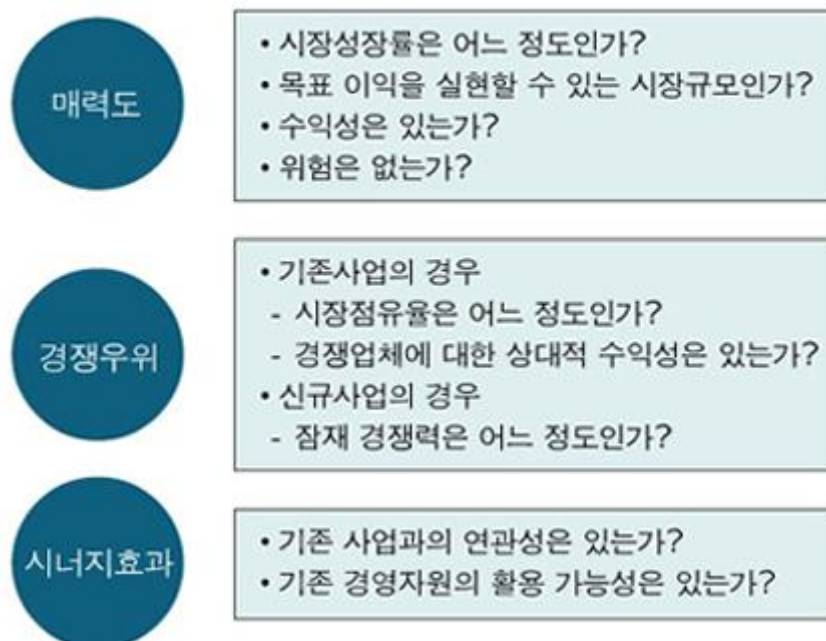 매력도
• 시장성장률은 어느 정도인가?
• 목표 이익을 실현할 수 있는 시장규모인가?
• 수익성은 있는가?
• 위험은 없는가?
경쟁우위
• 기존사업의 경우
- 시장점유율은 어느 정도인가?
- 경쟁업체에 대한 상대적 수익성은 있는가?
• 신규사업의 경우
- 잠재 경쟁력은 어느 정도인가?
시너지효과
• 기존 사업과의 연관성은 있는가?
• 기존 경영자원의 활용 가능성은 있는가?